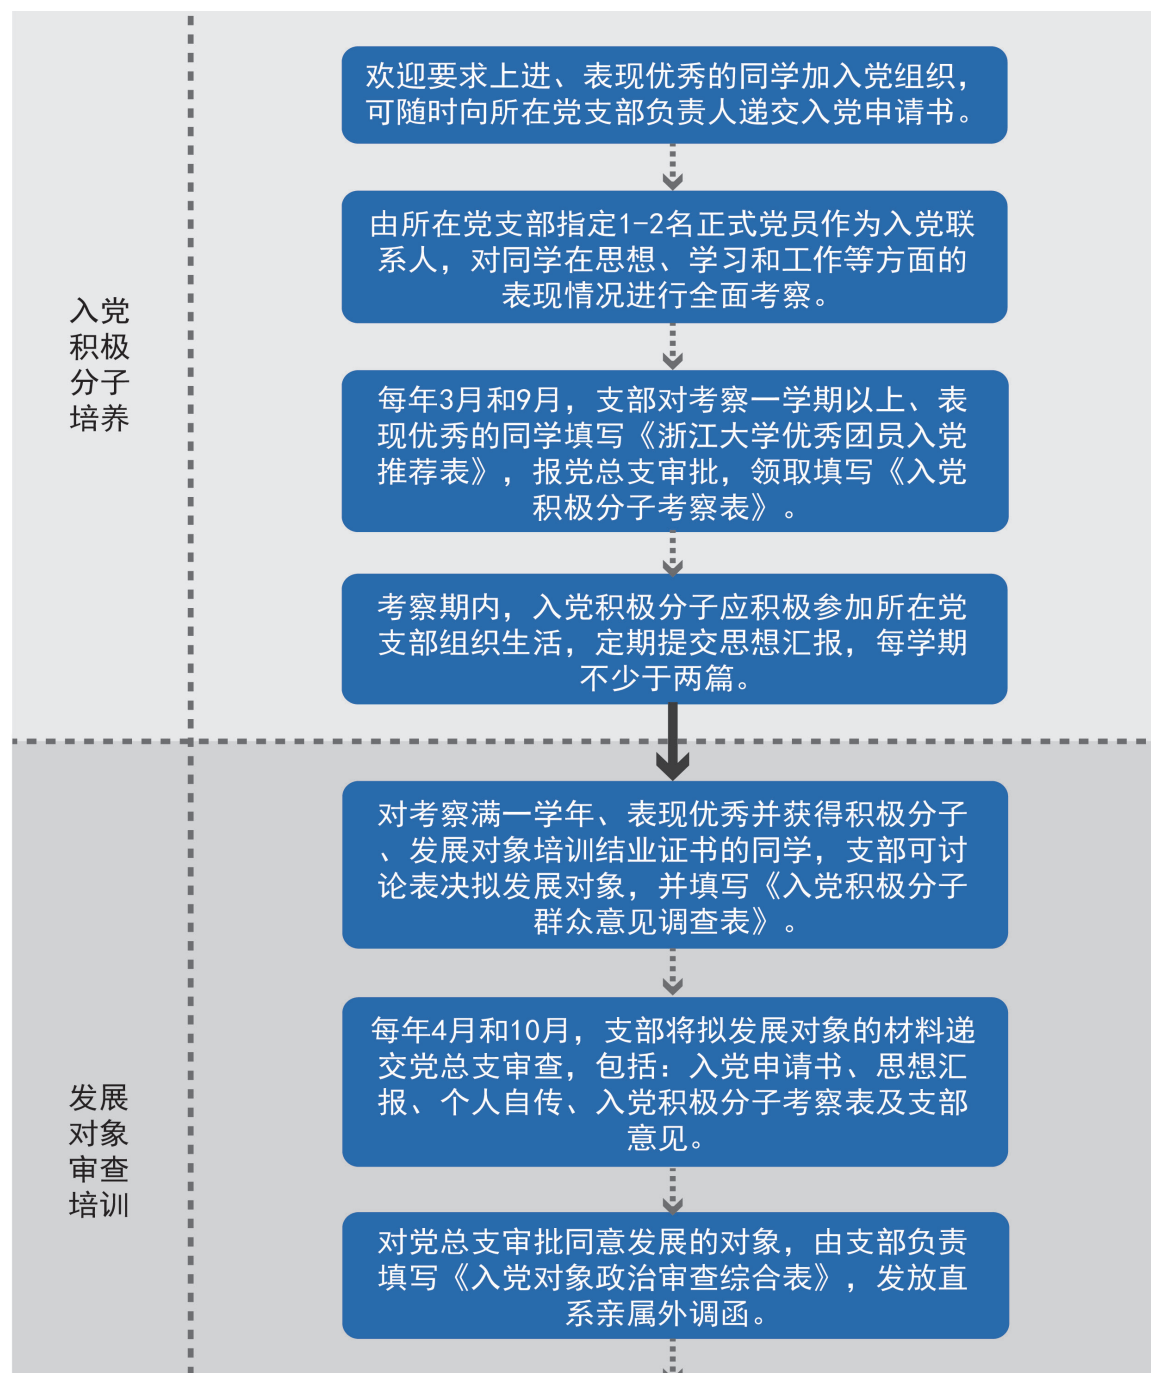 欢迎要求上进、表现优秀的同学加入党组织，
可随时向所在党支部负责人递交入党申请书。
由所在党支部指定1-2名正式党员作为入党联
系人，对同学在思想、学习和工作等方面的
表现情况进行全面考察。
入党
积极
分子
培养
每年3月和9月，支部对考察一学期以上、表
现优秀的同学填写《浙江大学优秀团员入党
推荐表》，报党总支审批，领取填写《入党
积极分子考察表》。
考察期内，入党积极分子应积极参加所在党
支部组织生活，定期提交思想汇报，每学期
不少于两篇。
对考察满一学年、表现优秀并获得积极分子
、发展对象培训结业证书的同学，支部可讨
论表决拟发展对象，并填写《入党积极分子
群众意见调查表》。
每年4月和10月，支部将拟发展对象的材料递
交党总支审查，包括：入党申请书、思想汇
报、个人自传、入党积极分子考察表及支部
意见。
发展
对象
审查
培训
对党总支审批同意发展的对象，由支部负责
填写《入党对象政治审查综合表》，发放直
系亲属外调函。